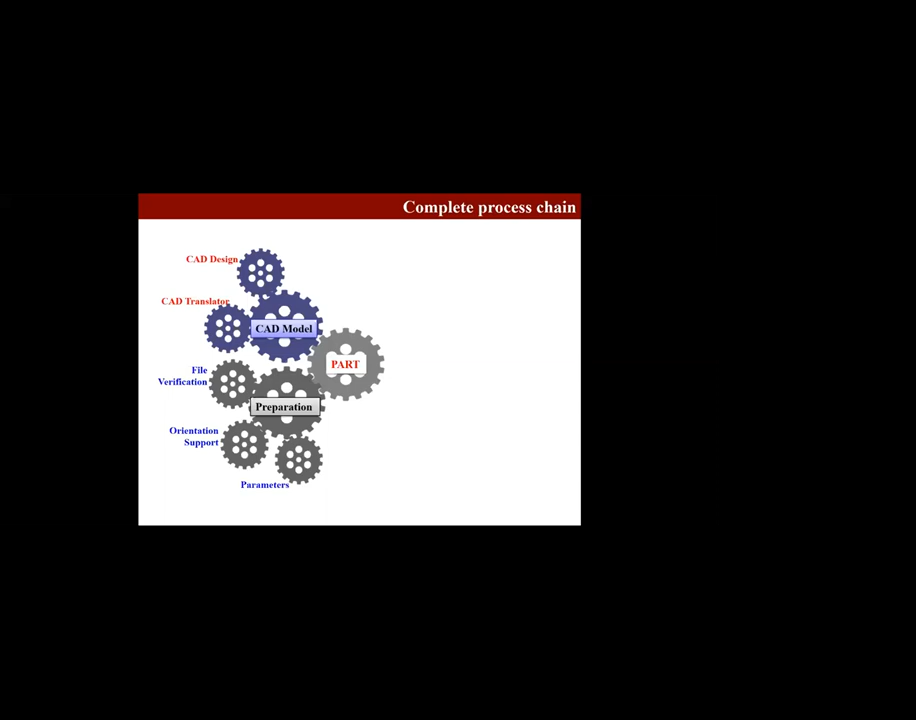 Complete process chain
CAD Design
CAD Translator
CAD Model
PART
File
Verification
Preparation
Orientation
Support
Parameters